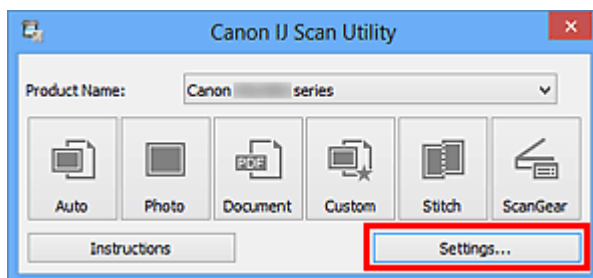 Canon IJ Scan Utility
Product Name: Canon series
PDF
Auto Photo Document Custom Stitch ScanGear
Instructions Settings...